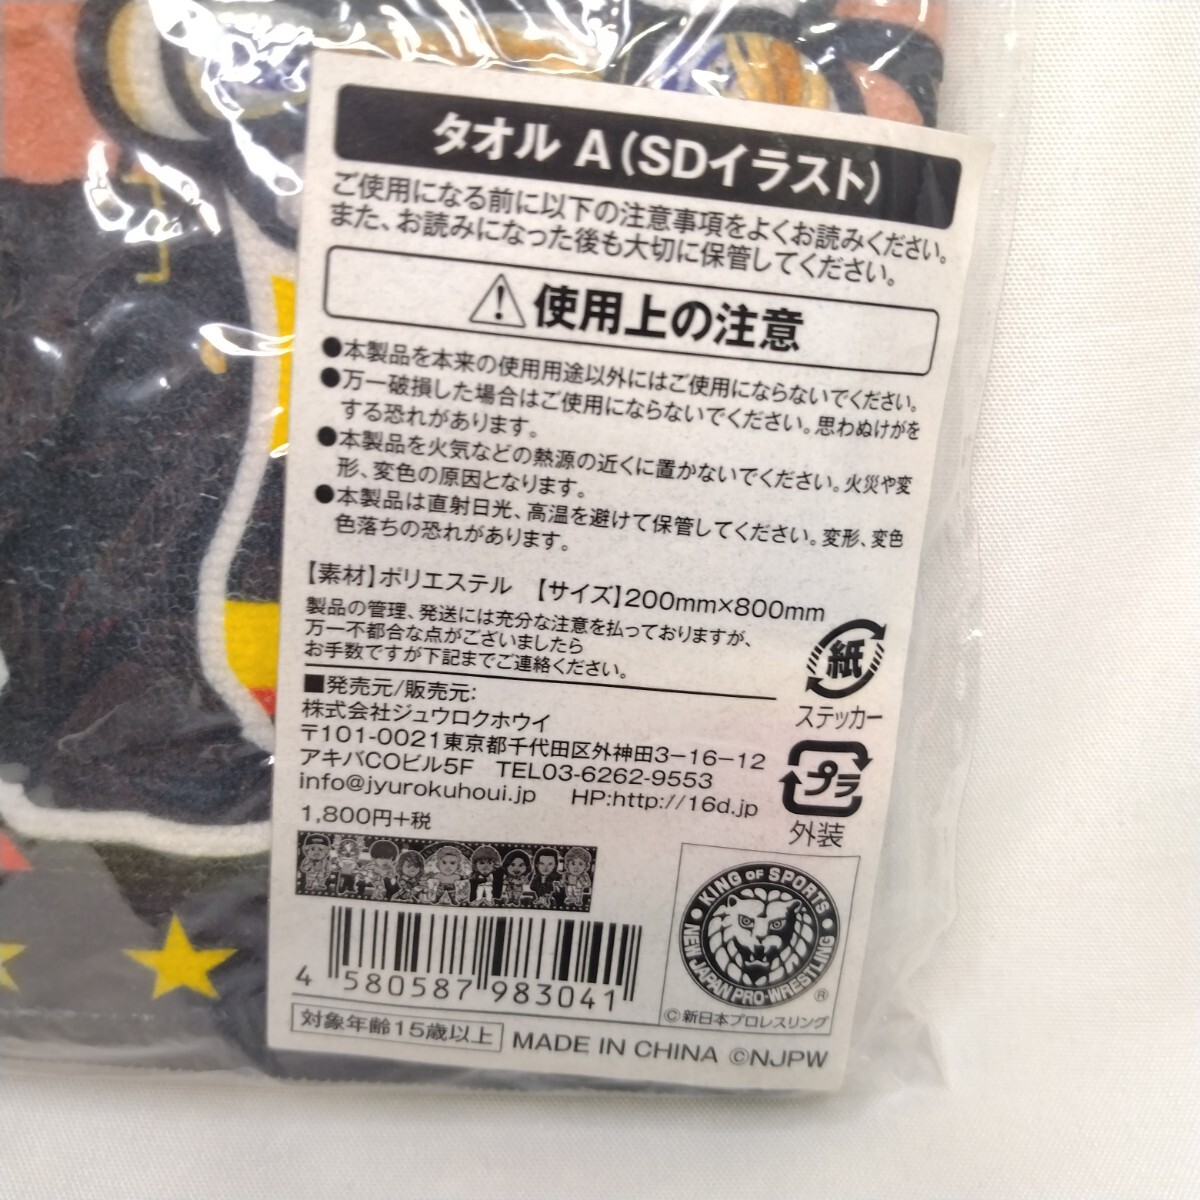 タオル A(SDイラスト)
ご使用になる前に以下の注意事項をよくお読みください。
また、お読みになった後も大切に保管してください。
使用上の注意
●本製品を本来の使用用途以外にはご使用にならないでください。
●万一破損した場合はご使用にならないでください。思わぬけがを
する恐れがあります。
●本製品を火気などの熱源の近くに置かないでください。火災や変
形、変色の原因となります。
●本製品は直射日光、高温を避けて保管してください。変形、変色
色落ちの恐れがあります。
【素材】ポリエステル 【サイズ】200mm×800mm
製品の管理、発送には充分な注意を払っておりますが、
万一不都合な点がございましたら
お手数ですが下記までご連絡ください。
紙
ステッカー
■発売元/販売元:
株式会社ジュウロクホウイ
〒101-0021東京都千代田区外神田3-16-12
アキバCOビル5F TEL03-6262-9553
info@jyurokuhoui.jp HP:http://16d.jp/
プラ
外装
1,800円+税
KING OF SPORTS
NEW JAPAN PRO-WRESTLING
®
©新日本プロレスリング
4 580587 983041
対象年齢15歳以上 MADE IN CHINA ©NJPW